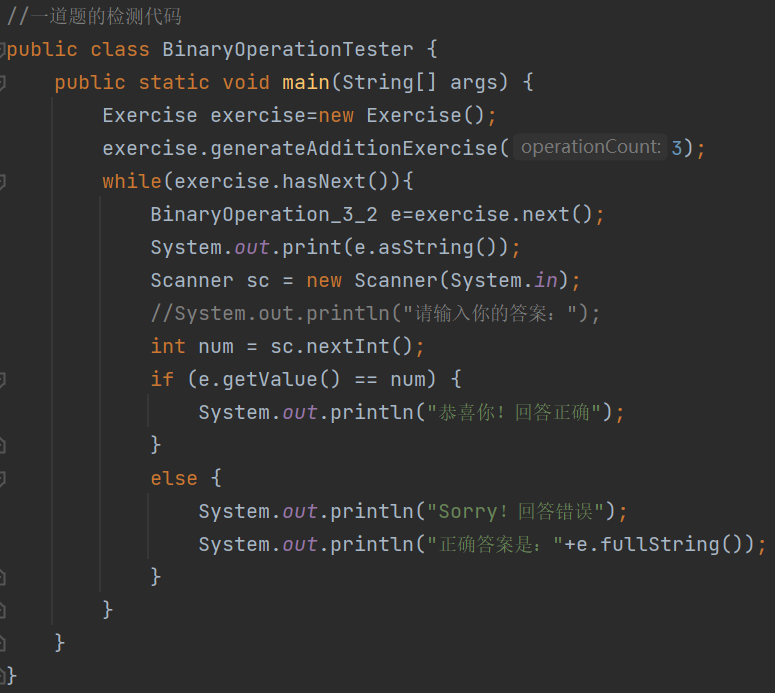 //一道题的检测代码
public class BinaryOperationTester {
    public static void main(String[] args) {
        Exercise exercise=new Exercise();
        exercise.generateAdditionExercise( operationCount: 3);
        while(exercise.hasNext()){
            BinaryOperation_3_2 e=exercise.next();
            System.out.print(e.asString());
            Scanner sc = new Scanner(System.in);
            //System.out.println("请输入你的答案：");
            int num = sc.nextInt();
            if (e.getValue() == num) {
                System.out.println("恭喜你！回答正确");
            }
            else {
                System.out.println("Sorry！回答错误");
                System.out.println("正确答案是："+e.fullString());
            }
        }
    }
}